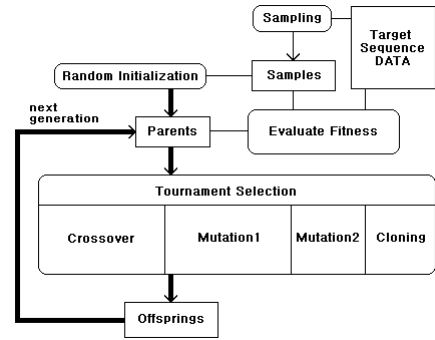 Sampling
Target
Sequence
DATA
Random Initialization
Samples
next
generation
Parents
Evaluate Fitness
Tournament Selection
Crossover
Mutation1
Mutation2
Cloning
Offsprings